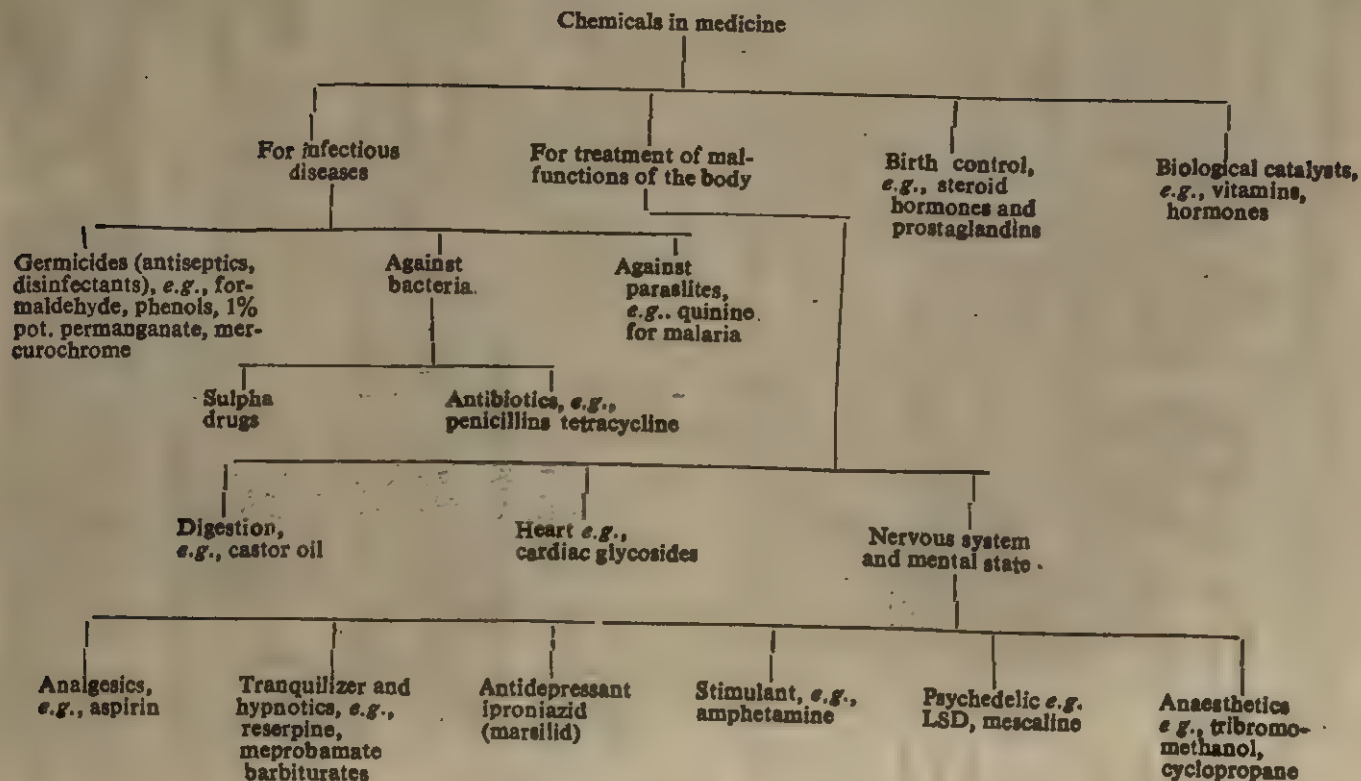 Chemicals in medicine
For infectious
diseases
For treatment of mal-
functions of the body
Birth control,
e.g., steroid
hormones and
prostaglandins
Biological catalysts,
e.g., vitamins,
hormones
Germicides (antiseptics,
disinfectants), e.g., for-
maldehyde, phenols, 1%
pot. permanganate, mer-
curochrome
Against
bacteria.
Against
paraslites,
e.g.. quinine
for malaria
Sulpha
drugs
Antibiotics, e.g.,
penicillins tetracycline
Digestion,
e.g., castor oil
Heart e.g.,
cardiac glycosides
Nervous system
and mental state
Analgesics,
e.g., aspirin
Tranquilizer and
hypnotics, e.g.,
reserpine,
meprobamate
barbiturates
Antidepressant
iproniazid
(marsilid)
Stimulant, e.g.,
amphetamine
Psychedelic e.g.
LSD, mescaline
Anaesthetics
e g., tribromo-
methanol,
cyclopropane